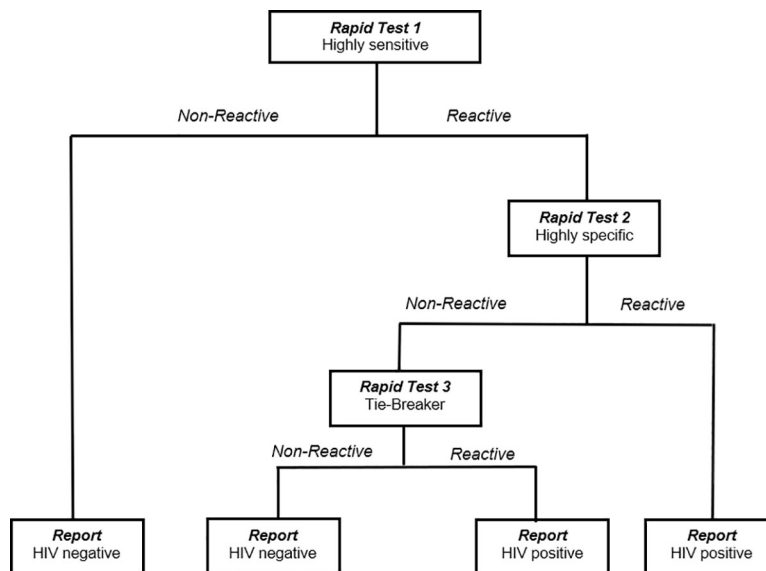 Rapid Test 1
Highly sensitive
Non-Reactive
Reactive
Rapid Test 2
Highly specific
Non-Reactive
Reactive
Rapid Test 3
Tie-Breaker
Non-Reactive
Reactive
Report
HIV negative
Report
HIV negative
Report
HIV positive
Report
HIV positive